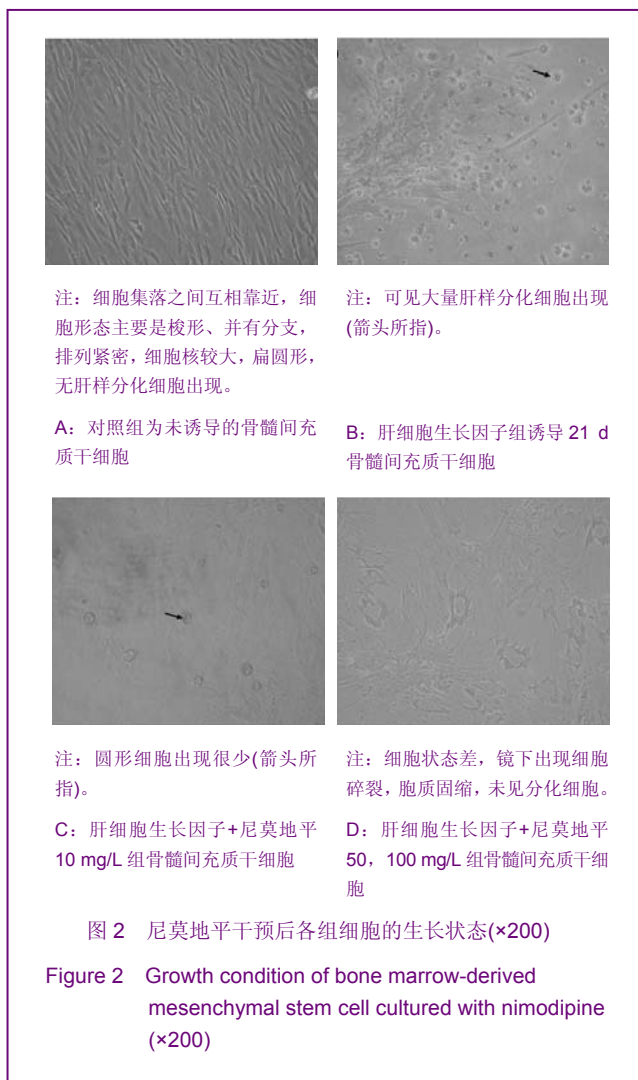 注：细胞集落之间互相靠近，细
胞形态主要是梭形、并有分支，
排列紧密，细胞核较大，扁圆形，
无肝样分化细胞出现。
A：对照组为未诱导的骨髓间充
质干细胞
注：可见大量肝样分化细胞出现
(箭头所指)。
B：肝细胞生长因子组诱导 21 d
骨髓间充质干细胞
注：圆形细胞出现很少(箭头所
指)。
C：肝细胞生长因子+尼莫地平
10 mg/L 组骨髓间充质干细胞
注：细胞状态差，镜下出现细胞
碎裂，胞质固缩，未见分化细胞。
D：肝细胞生长因子+尼莫地平
50，100 mg/L 组骨髓间充质干细
胞
图 2 尼莫地平干预后各组细胞的生长状态(×200)
Figure 2 Growth condition of bone marrow-derived
mesenchymal stem cell cultured with nimodipine
(×200)